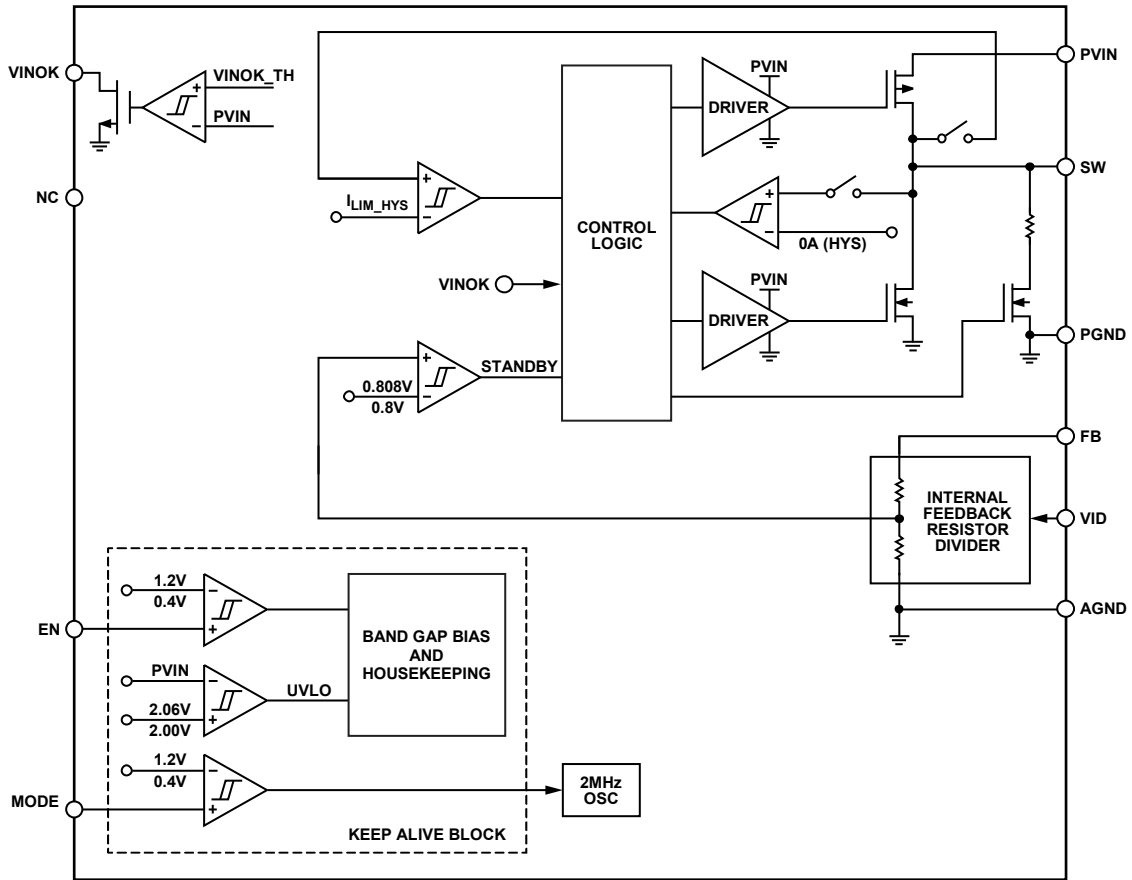 VINOK
VINOK_TH
PVIN
NC
+
−
I_LIM_HYS
+
−
VINOK
CONTROL
LOGIC
PVIN
DRIVER
+
−
0A (HYS)
PVIN
DRIVER
PVIN
SW
PGND
+
−
0.808V
0.8V
STANDBY
FB
INTERNAL
FEEDBACK
RESISTOR
DIVIDER
VID
AGND
EN
1.2V
0.4V
−
+
PVIN
2.06V
2.00V
−
+
UVLO
BAND GAP BIAS
AND
HOUSEKEEPING
MODE
1.2V
0.4V
−
+
KEEP ALIVE BLOCK
2MHz
OSC
+
−